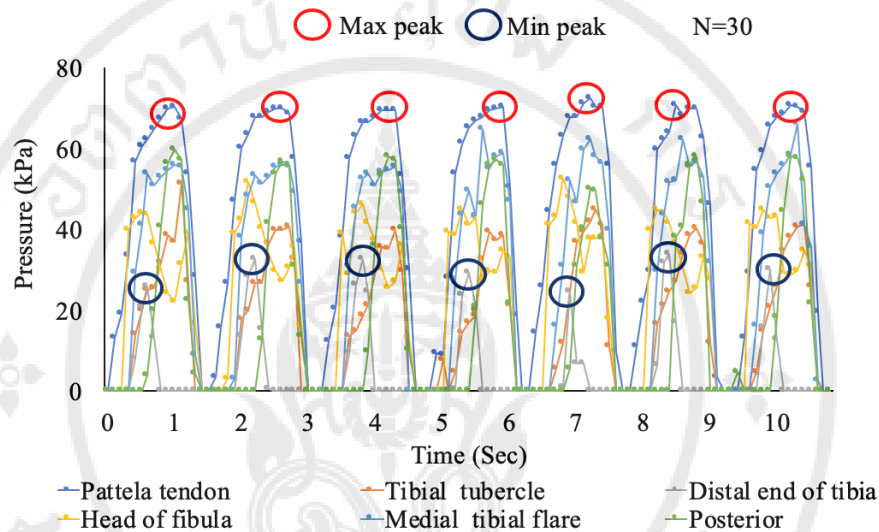 Max peak Min peak N=30
80
60
40
20
0
Pressure (kPa)
0 1 2 3 4 5 6 7 8 9 10
Time (Sec)
Pattela tendon Tibial tubercle Distal end of tibia
Head of fibula Medial tibial flare Posterior